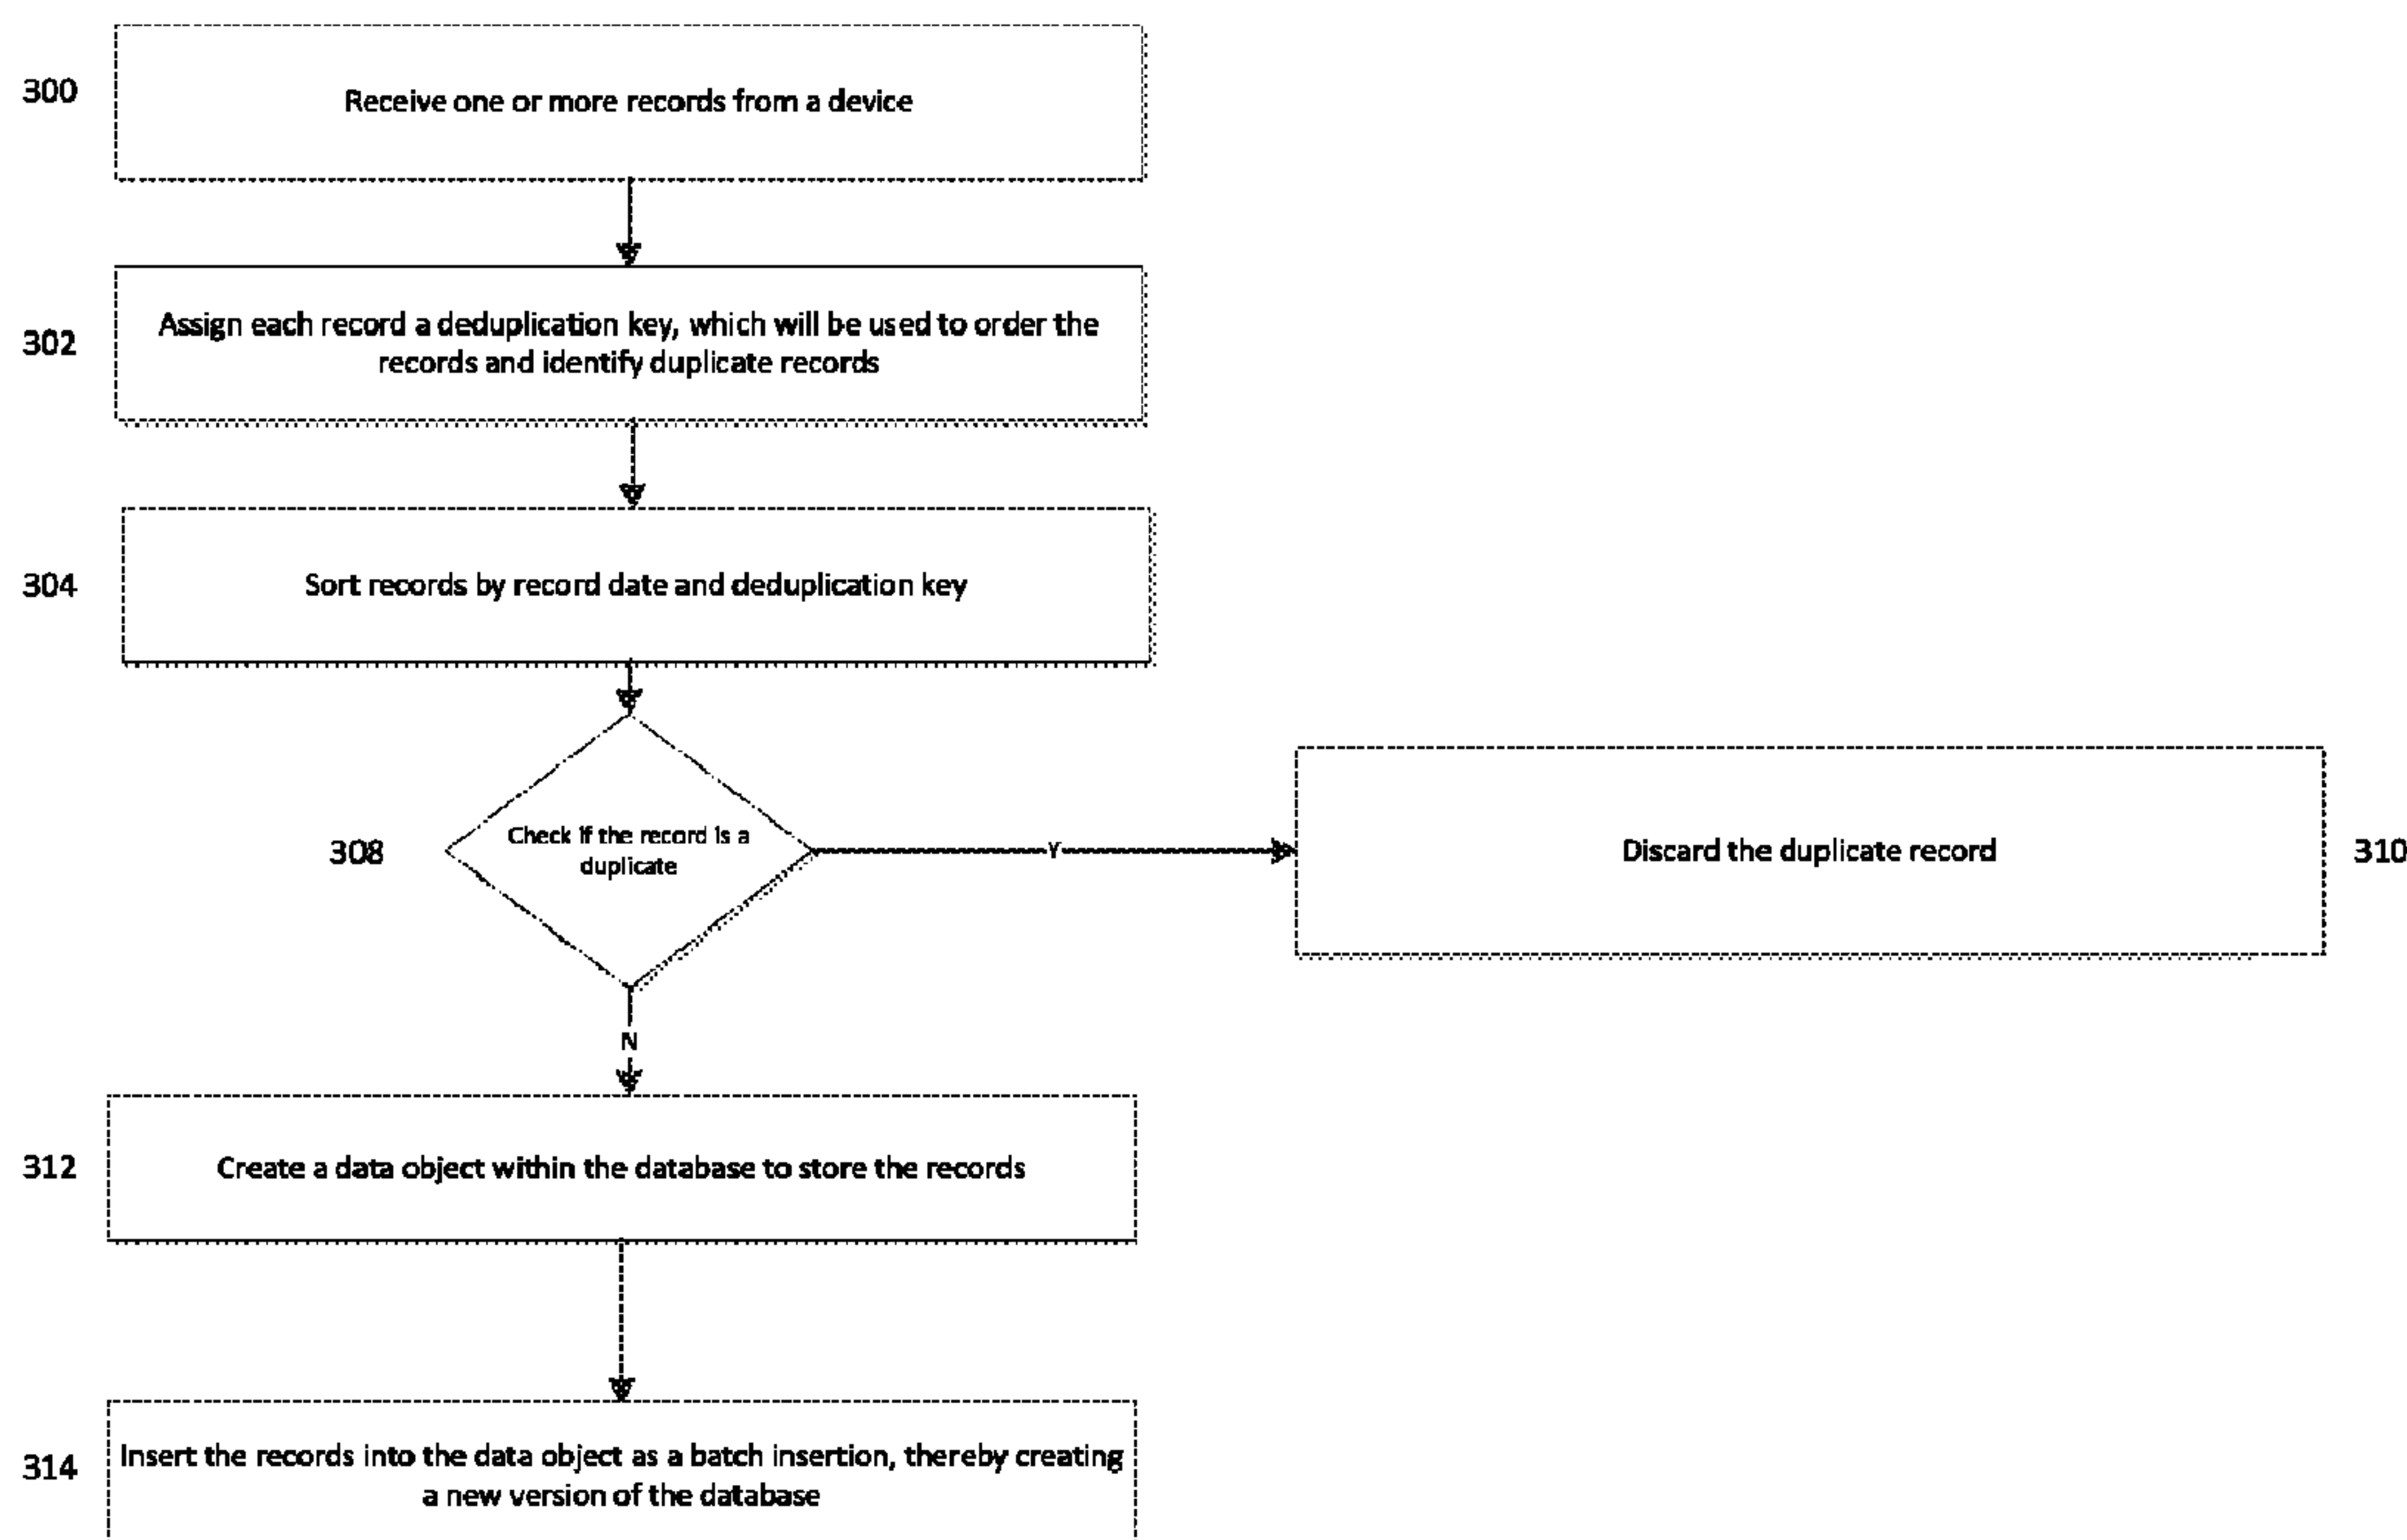 300
Receive one or more records from a device
302
Assign each record a deduplication key, which will be used to order the
records and identify duplicate records
304
Sort records by record date and deduplication key
308
Check if the record is a
duplicate
Y
Discard the duplicate record
310
N
312
Create a data object within the database to store the records
314
Insert the records into the data object as a batch insertion, thereby creating
a new version of the database